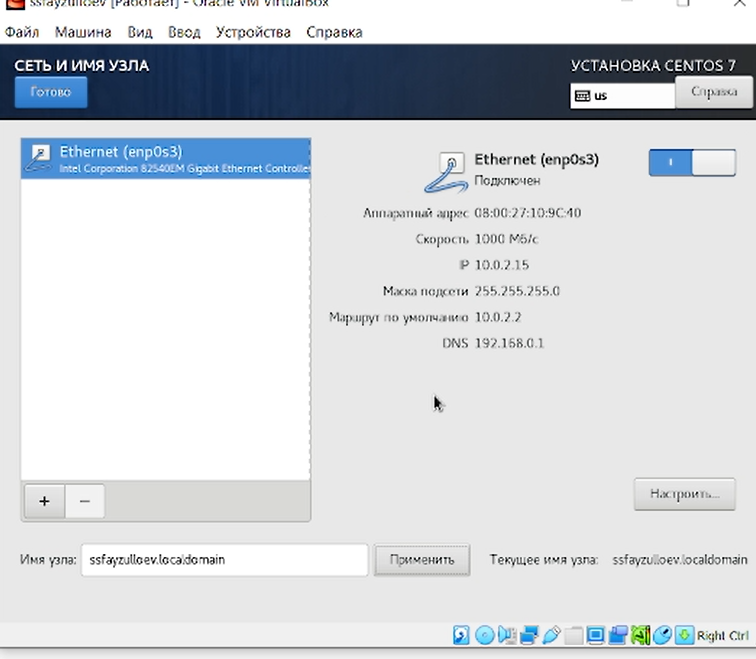 ssfayzulloev [Работает] - Oracle VM VirtualBox
Файл Машина Вид Ввод Устройства Справка
СЕТЬ И ИМЯ УЗЛА
УСТАНОВКА CENTOS 7
Готово
us
Справка
Ethernet (enp0s3)
Intel Corporation 82540EM Gigabit Ethernet Controlle
Ethernet (enp0s3)
Подключен
Аппаратный адрес 08:00:27:10:9C:40
Скорость 1000 Мб/с
IP 10.0.2.15
Маска подсети 255.255.255.0
Маршрут по умолчанию 10.0.2.2
DNS 192.168.0.1
+ −
Настроить...
Имя узла: ssfayzulloev.localdomain Применить Текущее имя узла: ssfayzulloev.localdomain
Right Ctrl